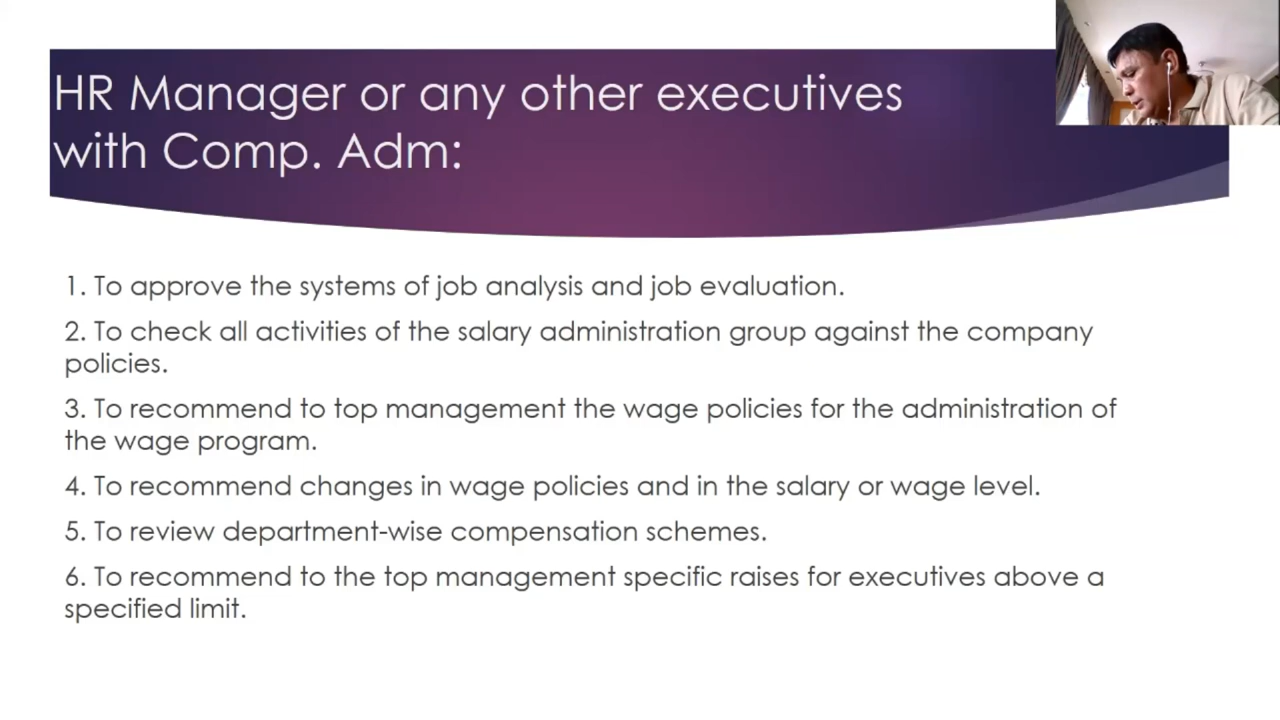 HR Manager or any other executives
with Comp. Adm:
1. To approve the systems of job analysis and job evaluation.
2. To check all activities of the salary administration group against the company
policies.
3. To recommend to top management the wage policies for the administration of
the wage program.
4. To recommend changes in wage policies and in the salary or wage level.
5. To review department-wise compensation schemes.
6. To recommend to the top management specific raises for executives above a
specified limit.